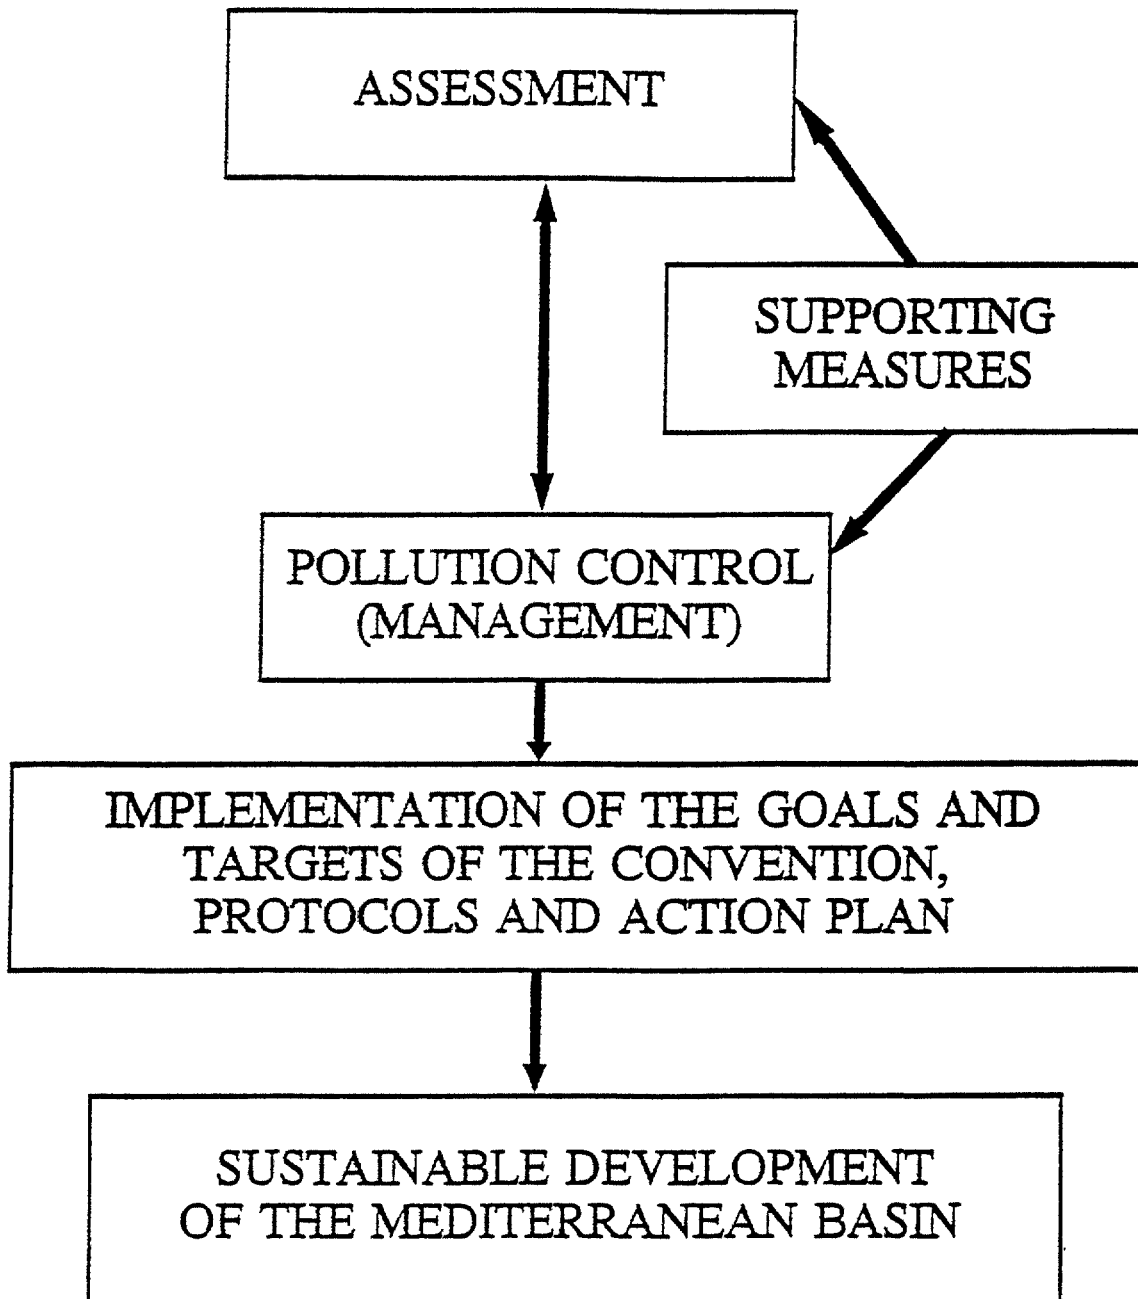 ASSESSMENT
SUPPORTING
MEASURES
POLLUTION CONTROL
(MANAGEMENT)
IMPLEMENTATION OF THE GOALS AND
TARGETS OF THE CONVENTION,
PROTOCOLS AND ACTION PLAN
SUSTAINABLE DEVELOPMENT
OF THE MEDITERRANEAN BASIN